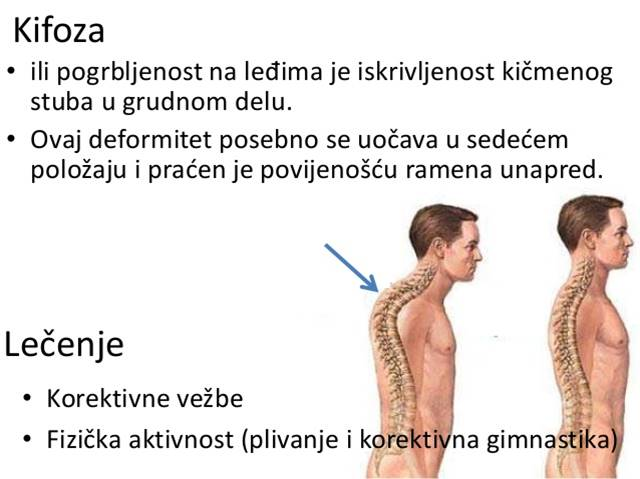 Kifoza
• ili pogrbljenost na leđima je iskrivljenost kičmenog
stuba u grudnom delu.
• Ovaj deformitet posebno se uočava u sedećem
položaju i praćen je povijenošću ramena unapred.
Lečenje
• Korektivne vežbe
• Fizička aktivnost (plivanje i korektivna gimnastika)